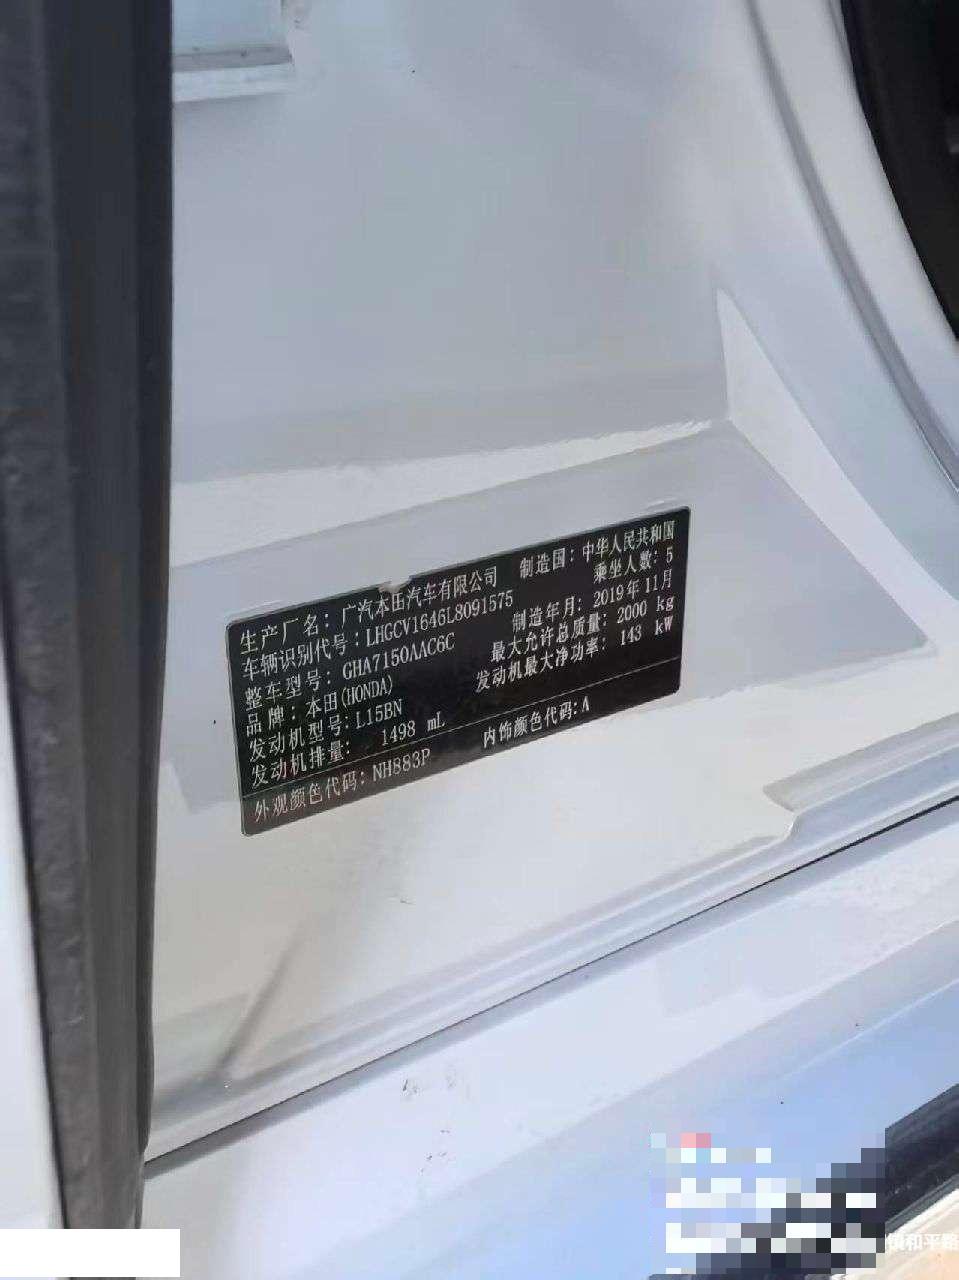 生产厂名：广汽本田汽车有限公司 制造国：中华人民共和国
车辆识别代号：LHGCV1646L8091575 乘坐人数：5
整车型号：GHA7150AAC6C 制造年月：2019年11月
品牌：本田(HONDA) 最大允许总质量：2000 kg
发动机型号：L15BN 发动机最大净功率：143 kW
发动机排量：1498 mL
外观颜色代码：NH883P 内饰颜色代码：A
镇和平路